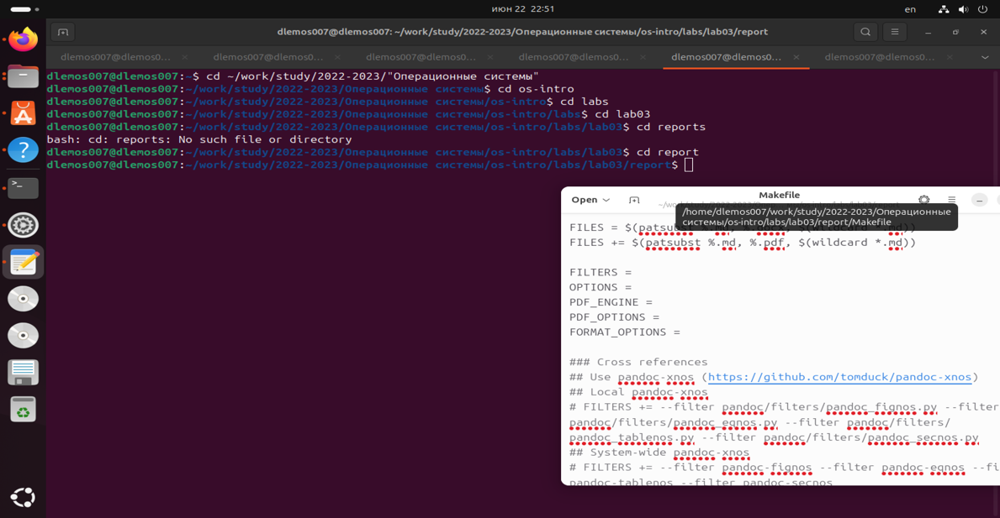 июн 22 22:51
en
dlemos007@dlemos007: ~/work/study/2022-2023/Операционные системы/os-intro/labs/lab03/report
dlemos007@dlemos0...
dlemos007@dlemos0...
dlemos007@dlemos0...
dlemos007@dlemos0...
dlemos007@dlemos0...
dlemos007@dlemos0...
dlemos007@dlemos007:~$ cd ~/work/study/2022-2023/"Операционные системы"
dlemos007@dlemos007:~/work/study/2022-2023/Операционные системы$ cd os-intro
dlemos007@dlemos007:~/work/study/2022-2023/Операционные системы/os-intro$ cd labs
dlemos007@dlemos007:~/work/study/2022-2023/Операционные системы/os-intro/labs$ cd lab03
dlemos007@dlemos007:~/work/study/2022-2023/Операционные системы/os-intro/labs/lab03$ cd reports
bash: cd: reports: No such file or directory
dlemos007@dlemos007:~/work/study/2022-2023/Операционные системы/os-intro/labs/lab03$ cd report
dlemos007@dlemos007:~/work/study/2022-2023/Операционные системы/os-intro/labs/lab03/report$
Open
Makefile
/home/dlemos007/work/study/2022-2023/Операционные
системы/os-intro/labs/lab03/report/Makefile
FILES = $(patsubst %.md, %.docx, $(wildcard *.md))
FILES += $(patsubst %.md, %.pdf, $(wildcard *.md))
FILTERS =
OPTIONS =
PDF_ENGINE =
PDF_OPTIONS =
FORMAT_OPTIONS =
### Cross references
## Use pandoc-xnos (https://github.com/tomduck/pandoc-xnos)
## Local pandoc-xnos
# FILTERS += --filter pandoc/filters/pandoc_fignos.py --filter
pandoc/filters/pandoc_eqnos.py --filter pandoc/filters/
pandoc_tablenos.py --filter pandoc/filters/pandoc_secnos.py
## System-wide pandoc-xnos
# FILTERS += --filter pandoc-fignos --filter pandoc-eqnos --fi
pandoc-tablenos --filter pandoc-secnos